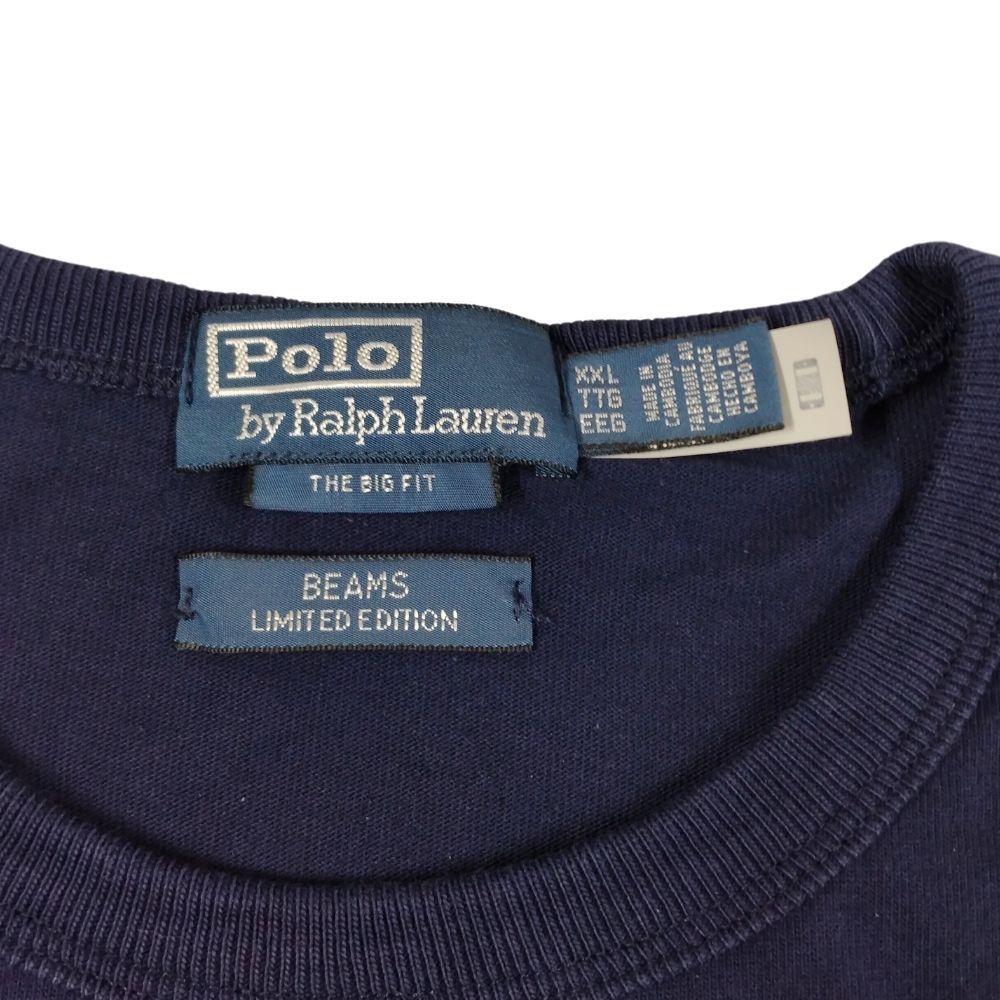 Polo
by Ralph Lauren
THE BIG FIT
XXL
TTG
EEG
MADE IN
CAMBODIA
FABRIQUE AU
CAMBODGE
HECHO EN
CAMBOYA
BEAMS
LIMITED EDITION